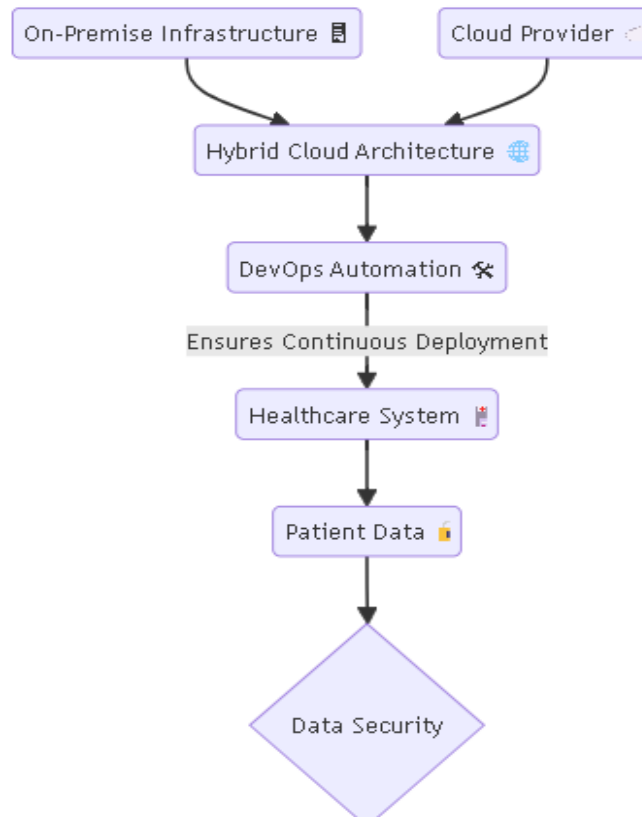 On-Premise Infrastructure
Cloud Provider
Hybrid Cloud Architecture
DevOps Automation
Ensures Continuous Deployment
Healthcare System
Patient Data
Data Security